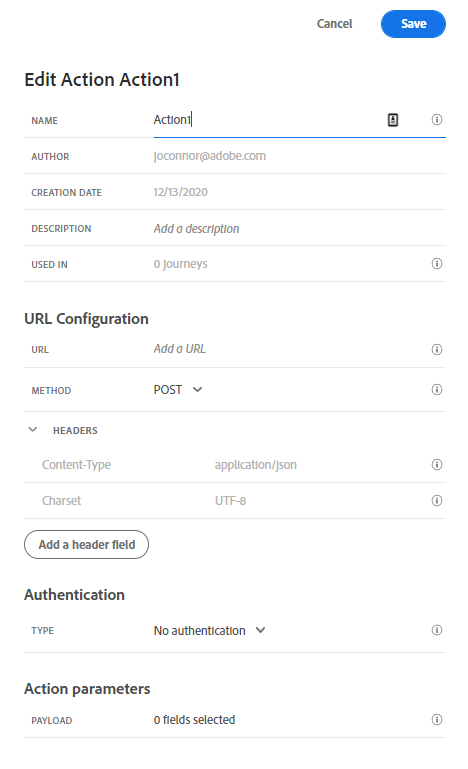 Cancel Save
Edit Action Action1
NAME Action1
AUTHOR joconnor@adobe.com
CREATION DATE 12/13/2020
DESCRIPTION Add a description
USED IN 0 journeys
URL Configuration
URL Add a URL
METHOD POST
HEADERS
Content-Type application/json
Charset UTF-8
Add a header field
Authentication
TYPE No authentication
Action parameters
PAYLOAD 0 fields selected